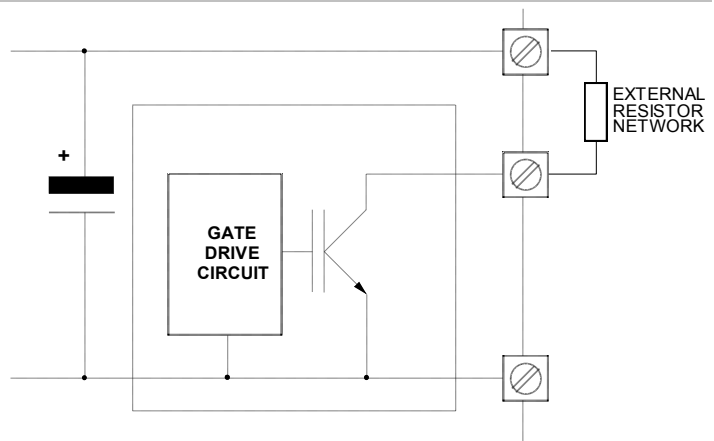 EXTERNAL
RESISTOR
NETWORK
+
GATE
DRIVE
CIRCUIT